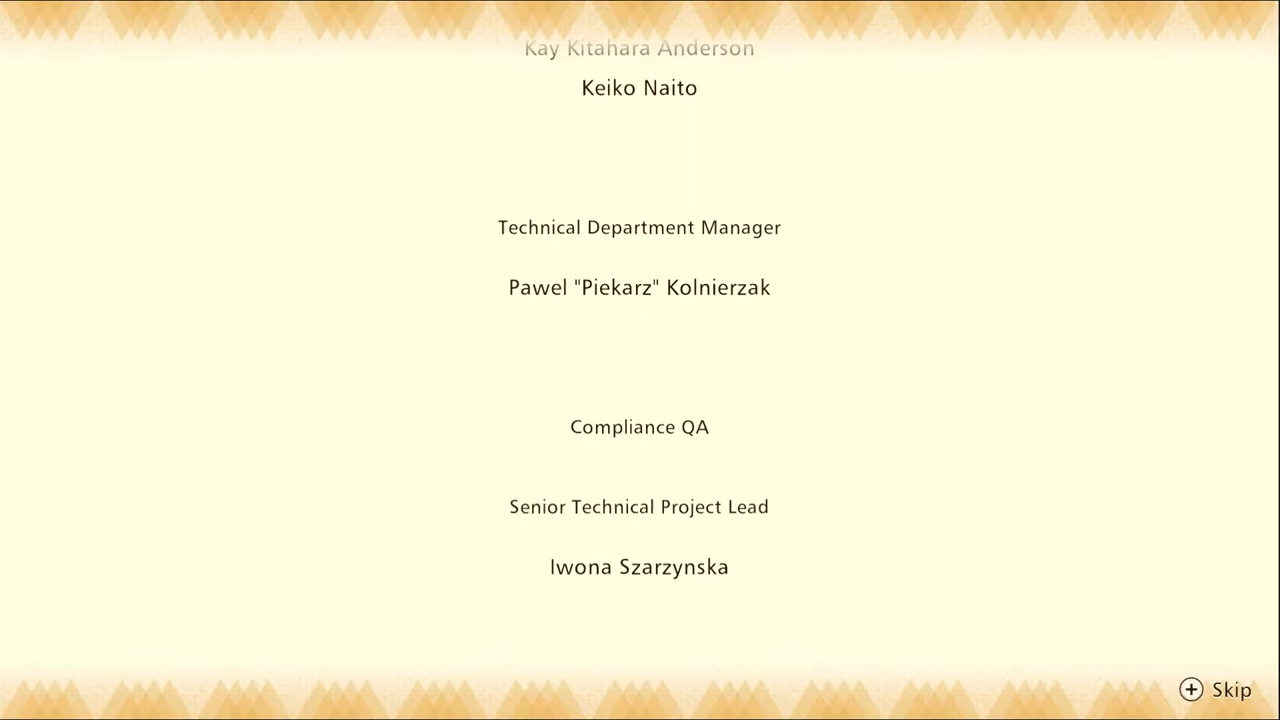 Kay Kitahara Anderson
Keiko Naito
Technical Department Manager
Pawel "Piekarz" Kolnierzak
Compliance QA
Senior Technical Project Lead
Iwona Szarzynska
+ Skip